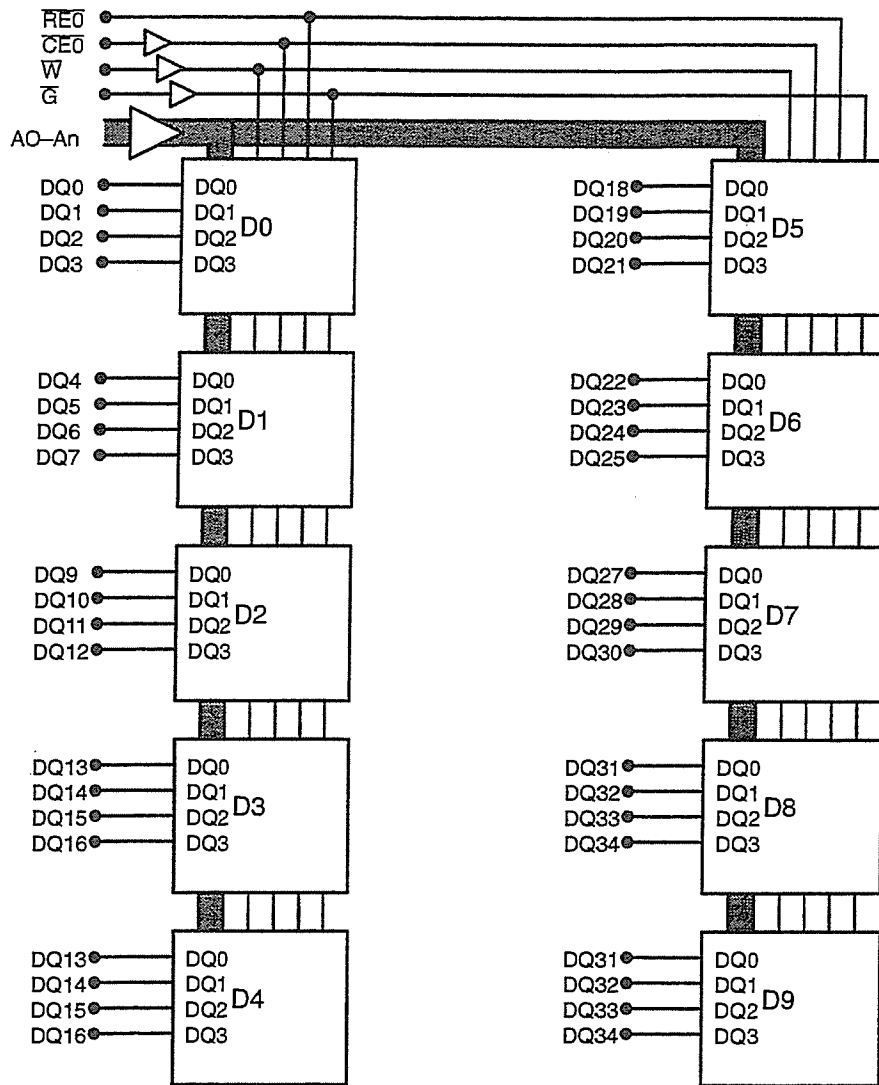 RE0
CE0
W
G
AO–An
DQ0 DQ0
DQ1 DQ1
DQ2 DQ2
DQ3 DQ3
D0
DQ18 DQ0
DQ19 DQ1
DQ20 DQ2
DQ21 DQ3
D5
DQ4 DQ0
DQ5 DQ1
DQ6 DQ2
DQ7 DQ3
D1
DQ22 DQ0
DQ23 DQ1
DQ24 DQ2
DQ25 DQ3
D6
DQ9 DQ0
DQ10 DQ1
DQ11 DQ2
DQ12 DQ3
D2
DQ27 DQ0
DQ28 DQ1
DQ29 DQ2
DQ30 DQ3
D7
DQ13 DQ0
DQ14 DQ1
DQ15 DQ2
DQ16 DQ3
D3
DQ31 DQ0
DQ32 DQ1
DQ33 DQ2
DQ34 DQ3
D8
DQ13 DQ0
DQ14 DQ1
DQ15 DQ2
DQ16 DQ3
D4
DQ31 DQ0
DQ32 DQ1
DQ33 DQ2
DQ34 DQ3
D9